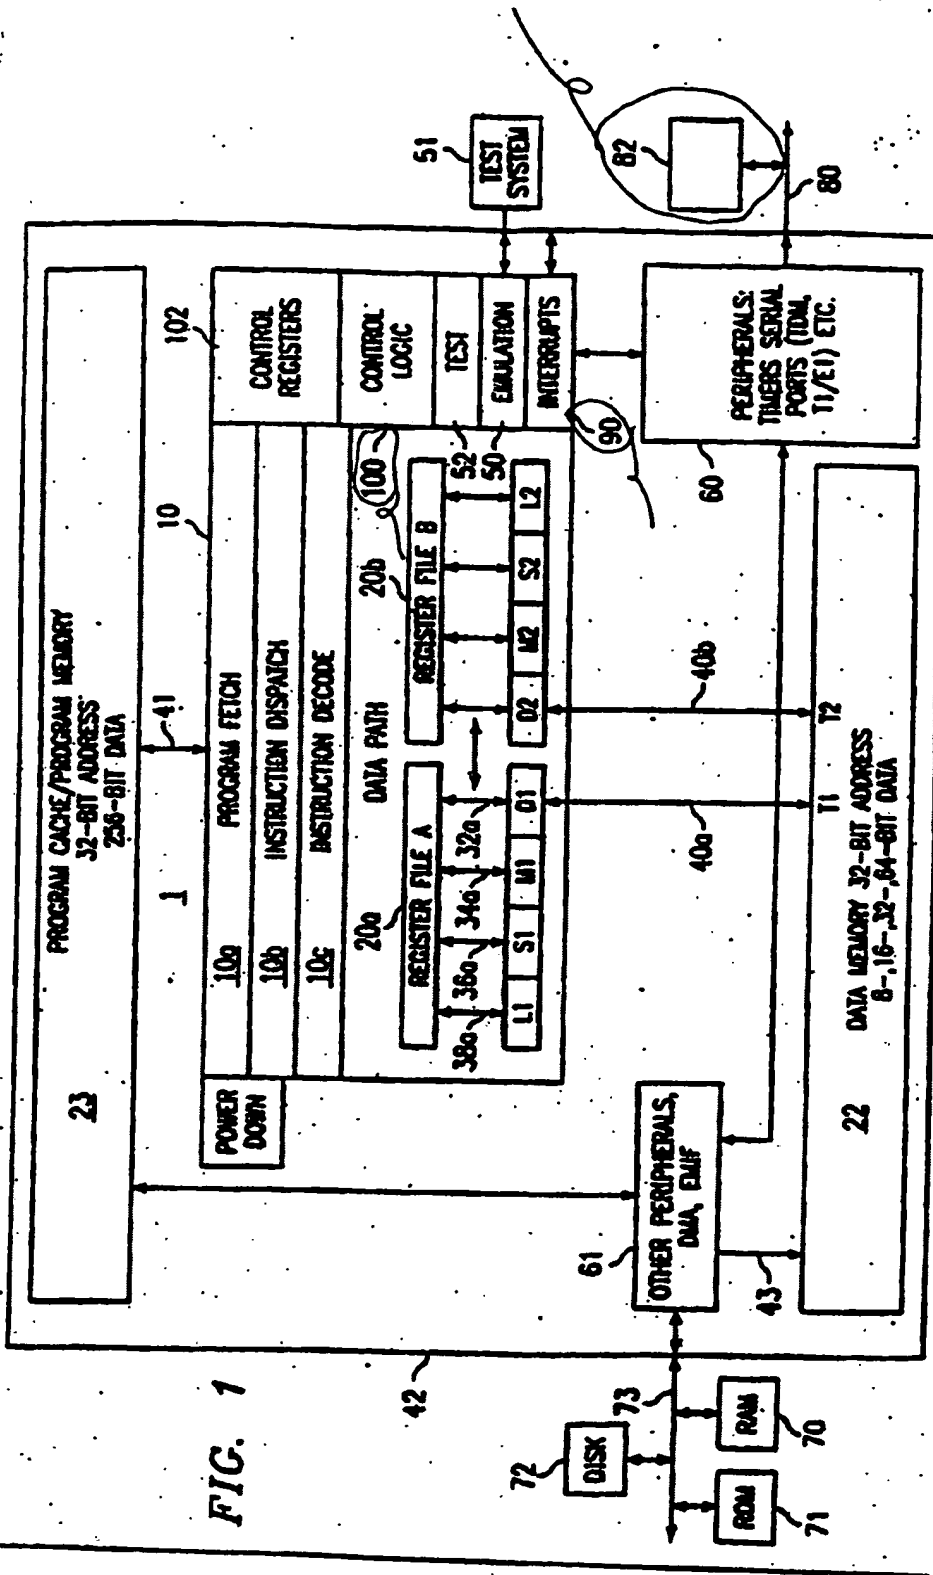 FIG. 1
PROGRAM CACHE/PROGRAM MEMORY
32-BIT ADDRESS
256-BIT DATA
23
1
41
10
102
POWER
DOWN
10a
PROGRAM FETCH
10b
INSTRUCTION DISPATCH
10c
INSTRUCTION DECODE
CONTROL
REGISTERS
CONTROL
LOGIC
TEST
EMULATION
INTERRUPTS
DATA PATH
20a
20b
100
REGISTER FILE A
REGISTER FILE B
52
50
38a
36a
34a
32a
L1
S1
M1
D1
D2
M2
S2
L2
90
51
TEST
SYSTEM
82
80
PERIPHERALS:
TIMERS SERIAL
PORTS (TDM,
T1/E1) ETC.
60
40a
40b
T1
T2
61
OTHER PERIPHERALS,
DMA, EMIF
43
DATA MEMORY 32-BIT ADDRESS
8-,16-,32-,64-BIT DATA
22
42
72
DISK
73
RAM
70
ROM
71